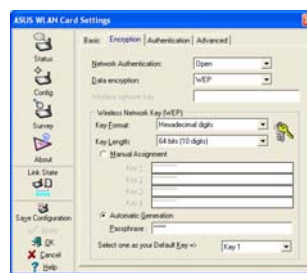 ASUS WLAN Card Settings
Status
Config
Survey
About
Link State
Save Configuration
Apply
OK
Cancel
Help
Basic Encryption Authentication Advanced
Network Authentication: Open
Data encryption: WEP
Wireless network key
Wireless Network Key (WEP)
Key Format: Hexadecimal digits
Key Length: 64 bits (10 digits)
Manual Assignment
Key 1:
Key 2:
Key 3:
Key 4:
Automatic Generation
Passphrase: ****
Select one as your Default Key => Key 1